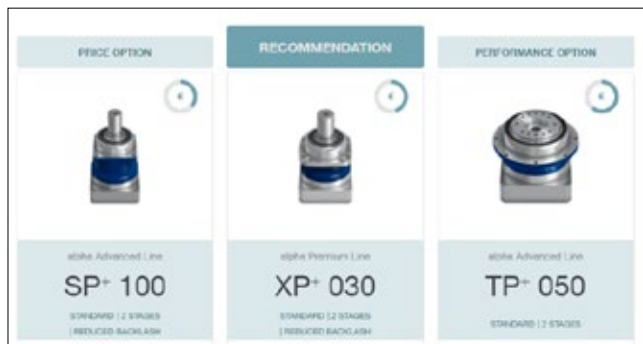 PRICE OPTION
RECOMMENDATION
PERFORMANCE OPTION
€
€
€
alpha Advanced Line
SP+ 100
STANDARD | 2 STAGES
| REDUCED BACKLASH
alpha Premium Line
XP+ 030
STANDARD | 2 STAGES
| REDUCED BACKLASH
alpha Advanced Line
TP+ 050
STANDARD | 2 STAGES